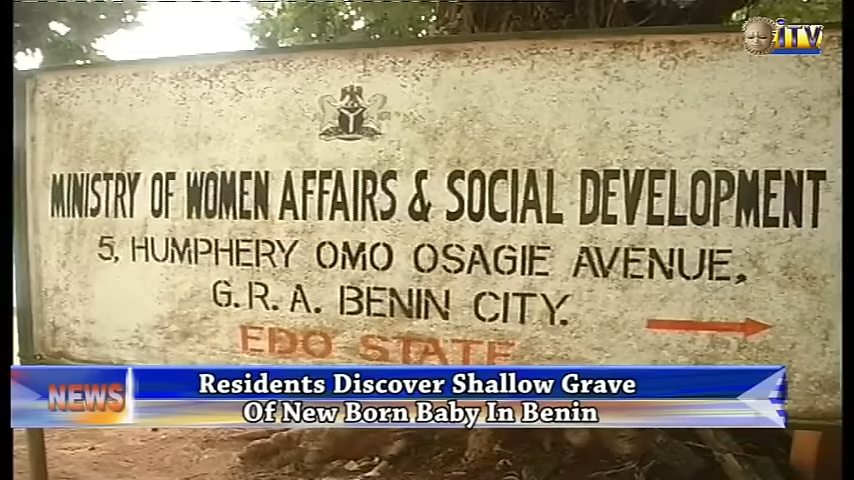 iTV
MINISTRY OF WOMEN AFFAIRS & SOCIAL DEVELOPMENT
5, HUMPHERY OMO OSAGIE AVENUE,
G.R.A. BENIN CITY.
EDO STATE
NEWS
Residents Discover Shallow Grave
Of New Born Baby In Benin